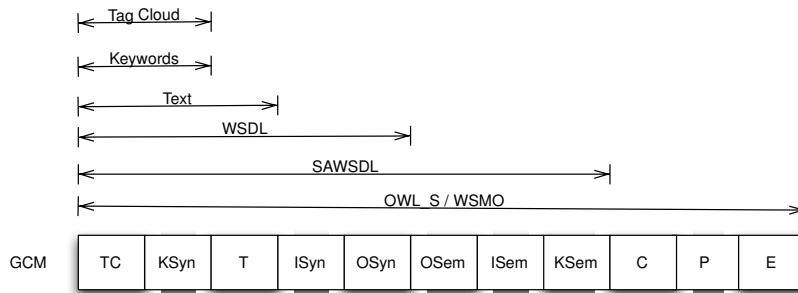 Tag Cloud
Keywords
Text
WSDL
SAWSDL
OWL_S / WSMO
GCM TC KSyn T ISyn OSyn OSem ISem KSem C P E